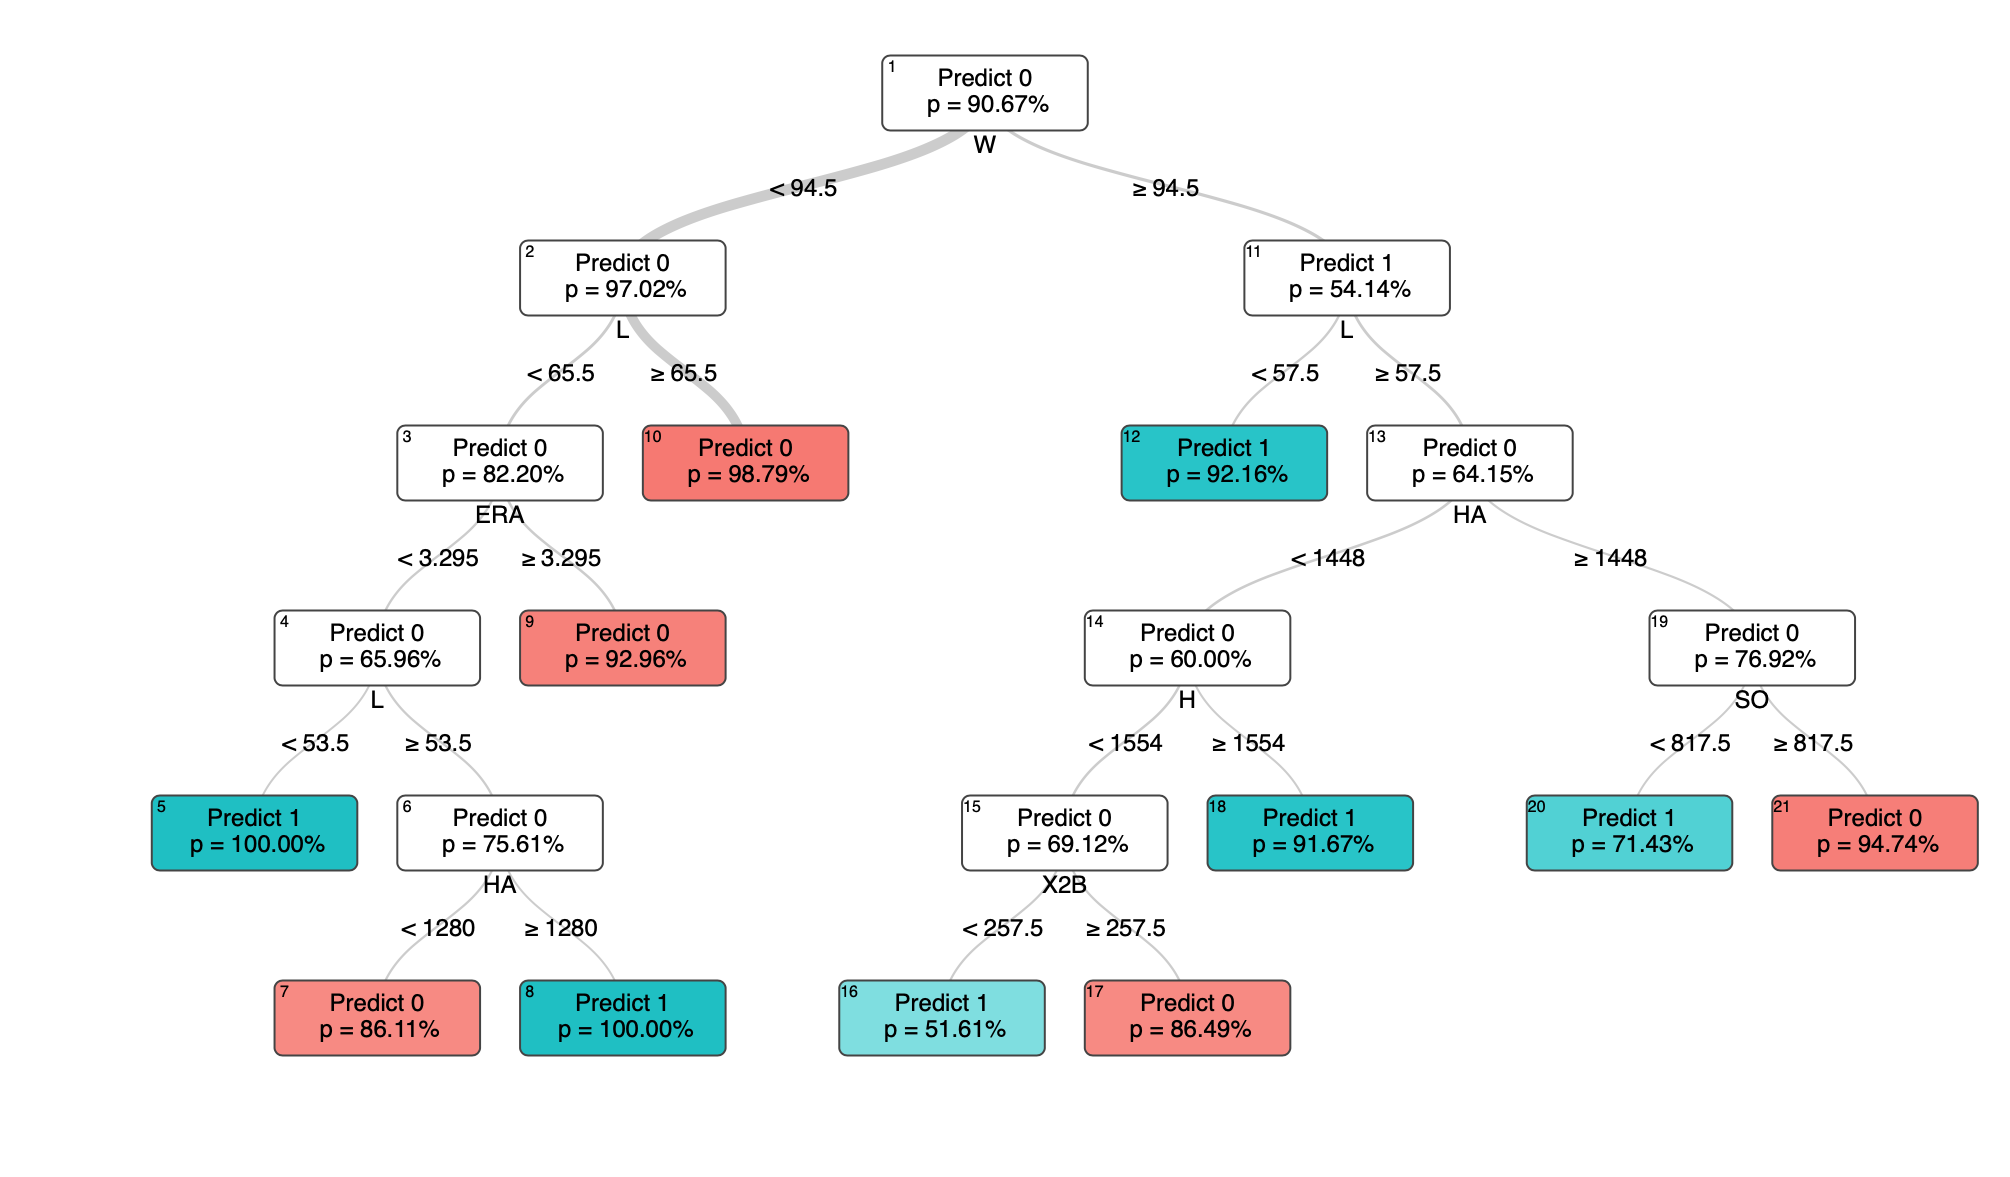 1
Predict 0
p = 90.67%
W
< 94.5
≥ 94.5
2
Predict 0
p = 97.02%
L
11
Predict 1
p = 54.14%
L
< 65.5
≥ 65.5
< 57.5
≥ 57.5
3
Predict 0
p = 82.20%
ERA
10
Predict 0
p = 98.79%
12
Predict 1
p = 92.16%
13
Predict 0
p = 64.15%
HA
< 3.295
≥ 3.295
< 1448
≥ 1448
4
Predict 0
p = 65.96%
L
9
Predict 0
p = 92.96%
14
Predict 0
p = 60.00%
H
19
Predict 0
p = 76.92%
SO
< 53.5
≥ 53.5
< 1554
≥ 1554
< 817.5
≥ 817.5
5
Predict 1
p = 100.00%
6
Predict 0
p = 75.61%
HA
15
Predict 0
p = 69.12%
X2B
18
Predict 1
p = 91.67%
20
Predict 1
p = 71.43%
21
Predict 0
p = 94.74%
< 1280
≥ 1280
< 257.5
≥ 257.5
7
Predict 0
p = 86.11%
8
Predict 1
p = 100.00%
16
Predict 1
p = 51.61%
17
Predict 0
p = 86.49%